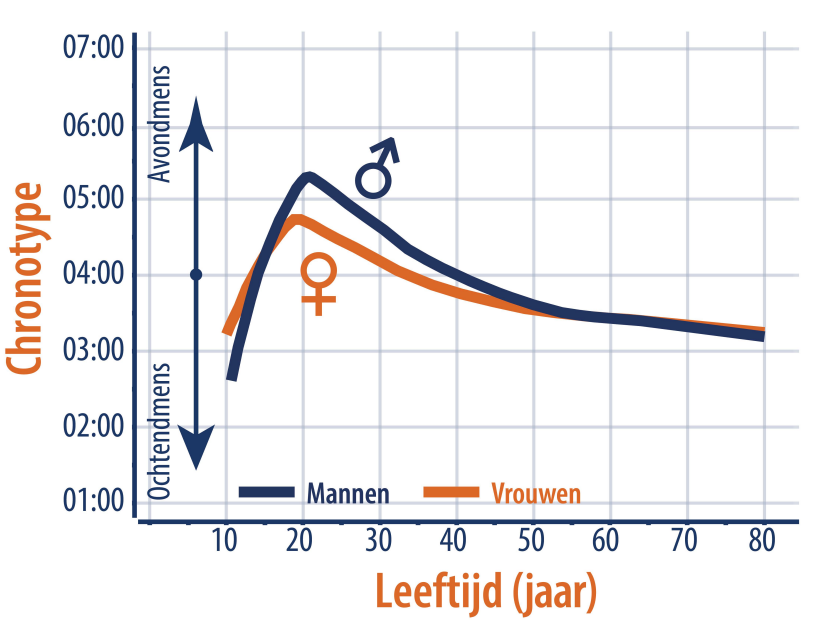 07:00
06:00
05:00
04:00
03:00
02:00
01:00
Chronotype
Avondmens
Ochtendmens
Mannen
Vrouwen
10 20 30 40 50 60 70 80
Leeftijd (jaar)